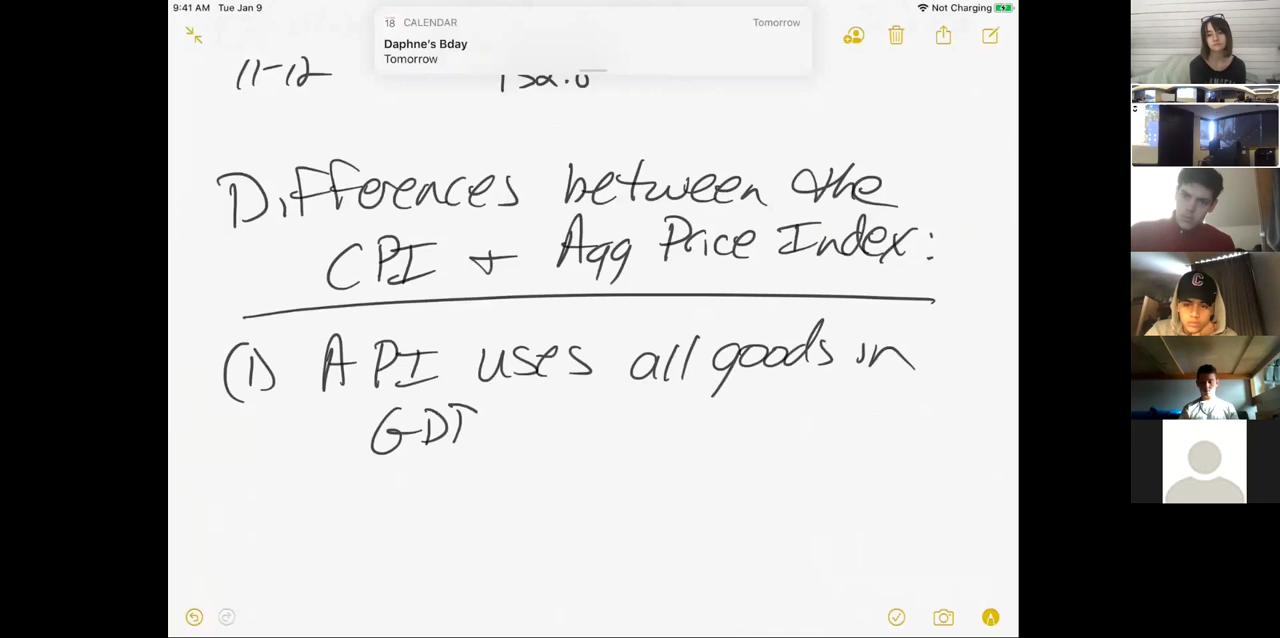 9:41 AM Tue Jan 9
Not Charging
18 CALENDAR
Tomorrow
Daphne's Bday
Tomorrow
11-12
Differences between the
CPI + Agg Price Index:
(1) API uses all goods in
GDT
C